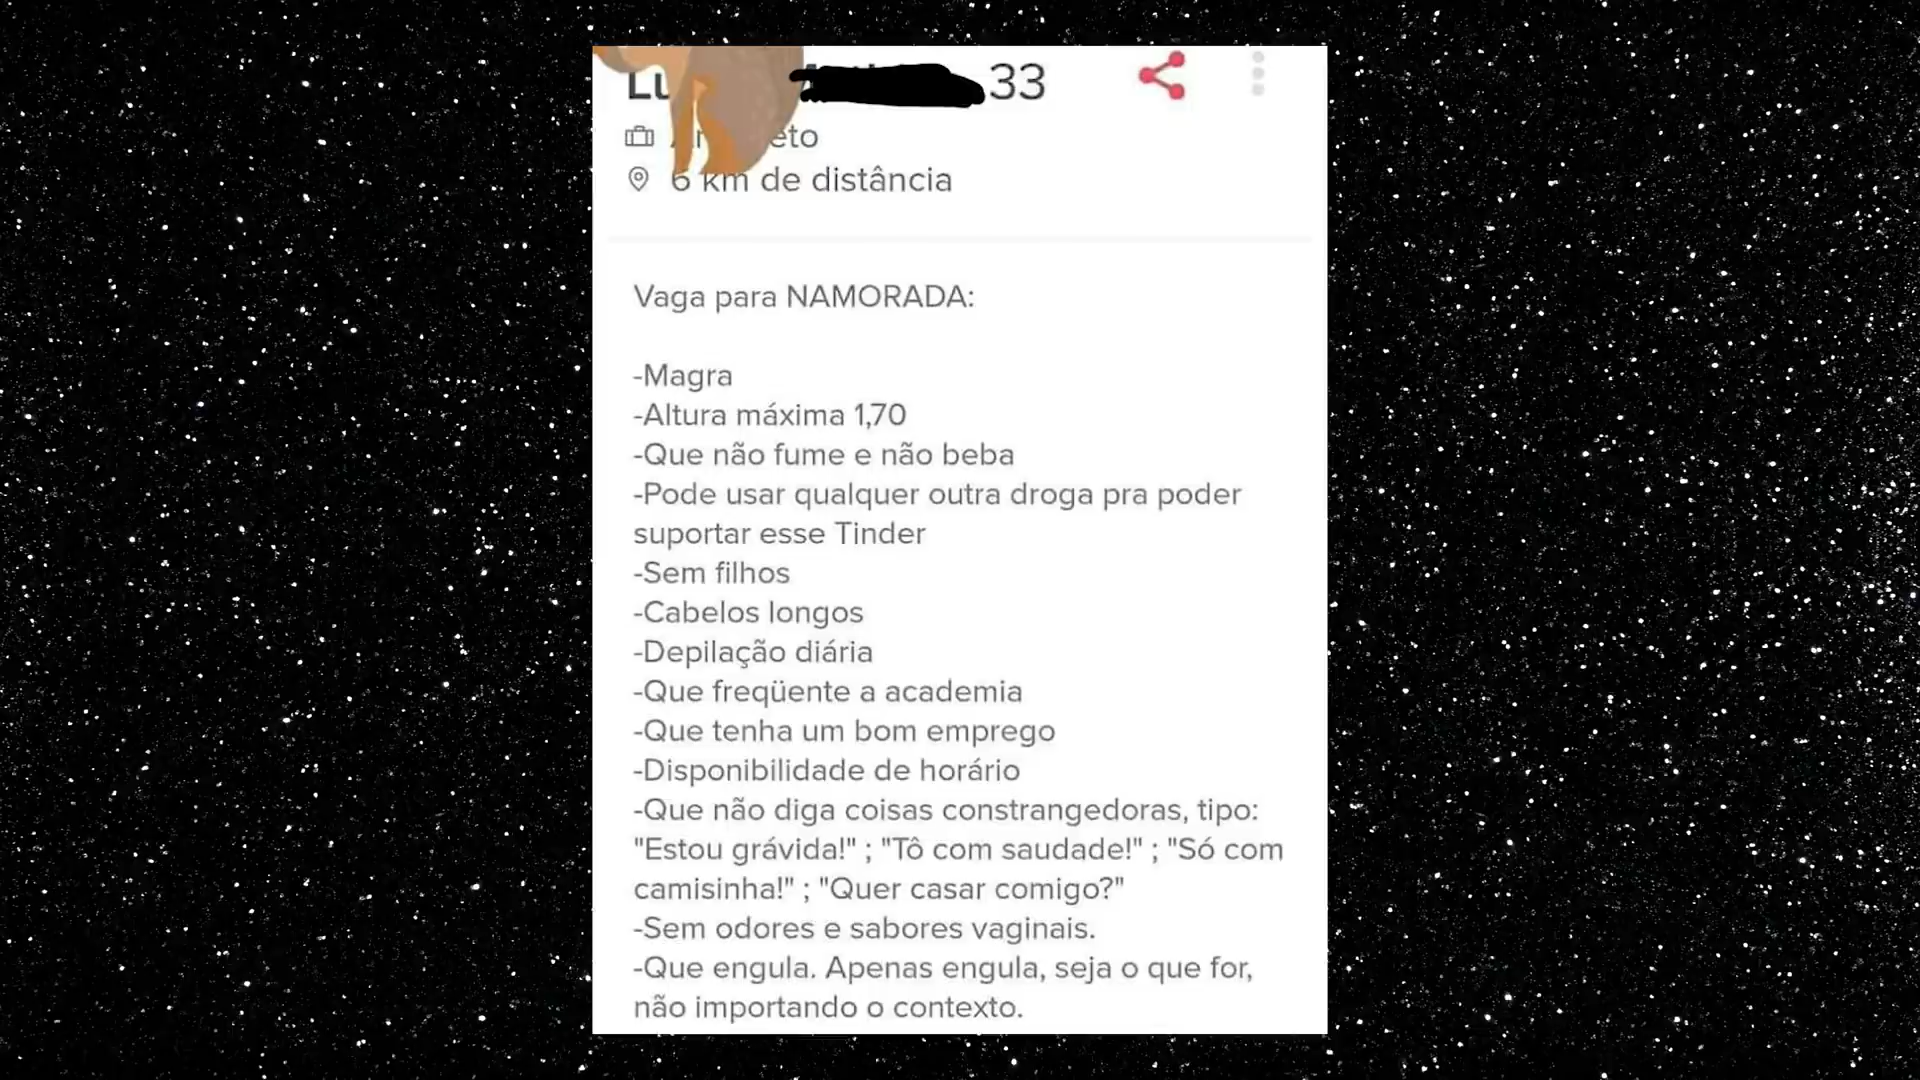 33
6 km de distância
Vaga para NAMORADA:
-Magra
-Altura máxima 1,70
-Que não fume e não beba
-Pode usar qualquer outra droga pra poder
suportar esse Tinder
-Sem filhos
-Cabelos longos
-Depilação diária
-Que freqüente a academia
-Que tenha um bom emprego
-Disponibilidade de horário
-Que não diga coisas constrangedoras, tipo:
"Estou grávida!" ; "Tô com saudade!" ; "Só com
camisinha!" ; "Quer casar comigo?"
-Sem odores e sabores vaginais.
-Que engula. Apenas engula, seja o que for,
não importando o contexto.